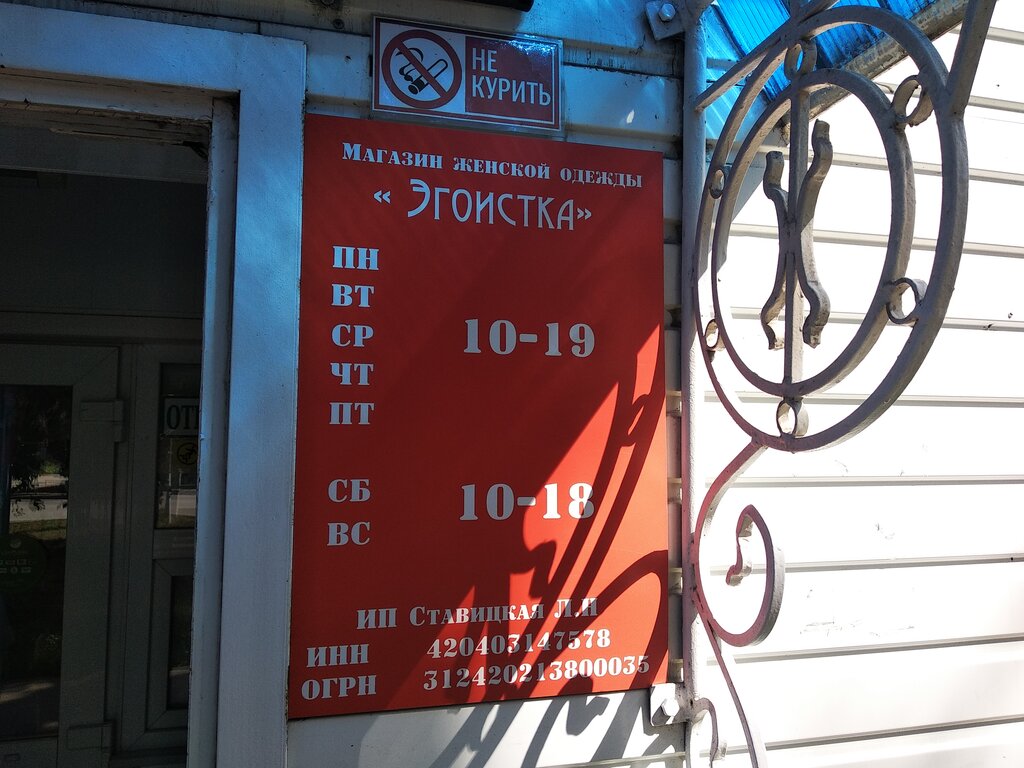 НЕ
КУРИТЬ
Магазин женской одежды
« Эгоистка»
ПН
ВТ
СР
ЧТ
ПТ
10-19
СБ
ВС
10-18
ИП Ставицкая Л.И
ИНН 420403147578
ОГРН 312420213800035